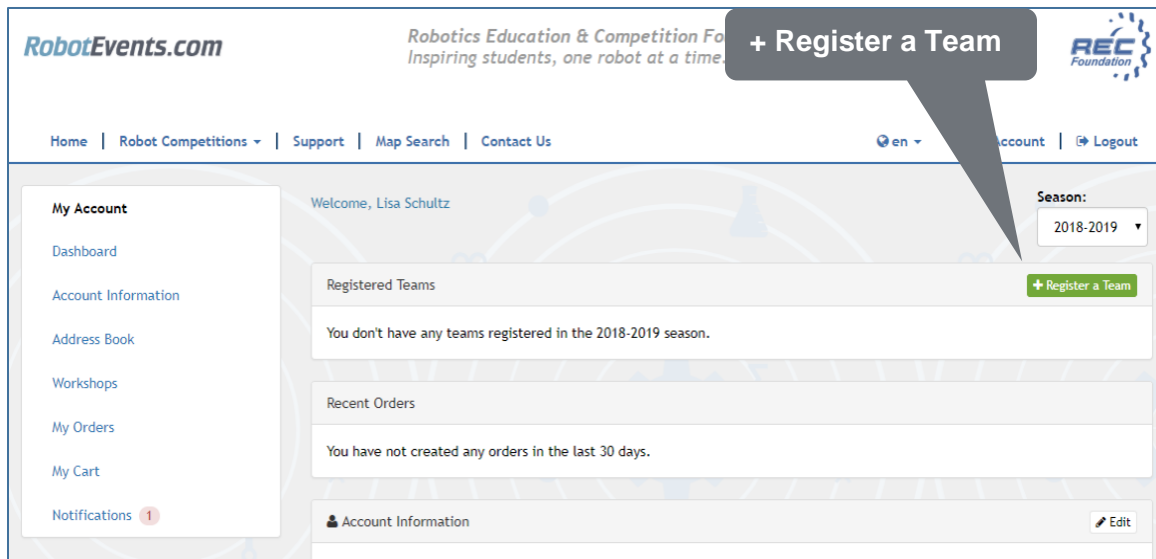 RobotEvents.com
Robotics Education & Competition Fo
Inspiring students, one robot at a time.
+ Register a Team
REC
Foundation
Home | Robot Competitions | Support | Map Search | Contact Us
en
ccount | Logout
My Account
Dashboard
Account Information
Address Book
Workshops
My Orders
My Cart
Notifications 1
Welcome, Lisa Schultz
Season:
2018-2019
Registered Teams
+ Register a Team
You don't have any teams registered in the 2018-2019 season.
Recent Orders
You have not created any orders in the last 30 days.
Account Information
Edit